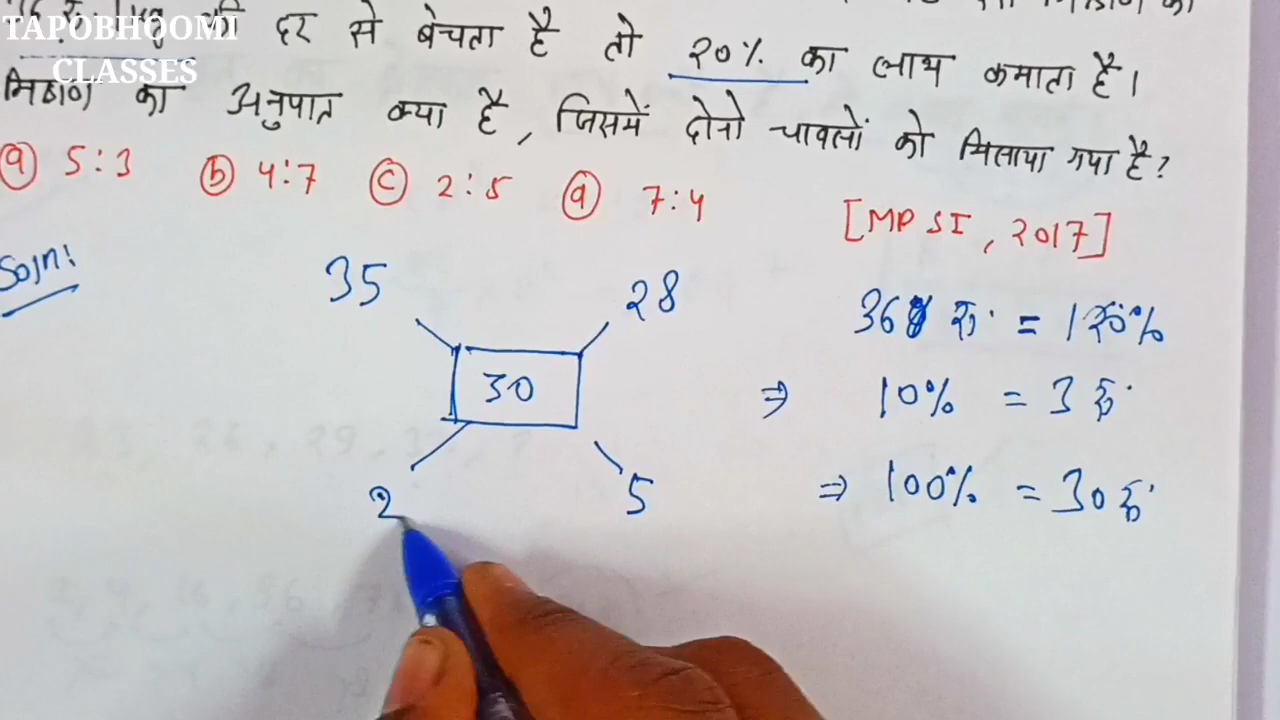 TAPOBHOOMI
CLASSES
दर से बेचता है तो 20% का लाभ कमाता है।
मिश्रण का अनुपात क्या है, जिसमें दोनो चावलों को मिलाया गया है?
ⓐ 5:3 ⓑ 4:7 ⓒ 2:5 ⓓ 7:4 [MP SI, 2017]
Soln:
35 28
30
2 5
36 रु॰ = 120%
⇒ 10% = 3 रु॰
⇒ 100% = 30 रु॰